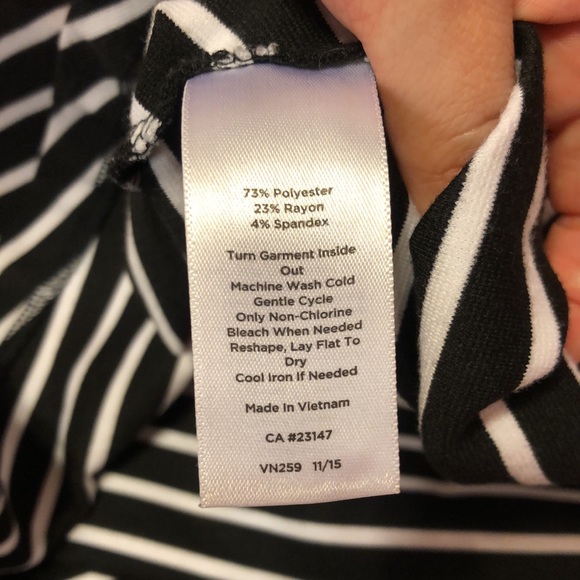 73% Polyester
23% Rayon
4% Spandex
Turn Garment Inside
Out
Machine Wash Cold
Gentle Cycle
Only Non-Chlorine
Bleach When Needed
Reshape, Lay Flat To
Dry
Cool Iron If Needed
Made In Vietnam
CA #23147
VN259 11/15